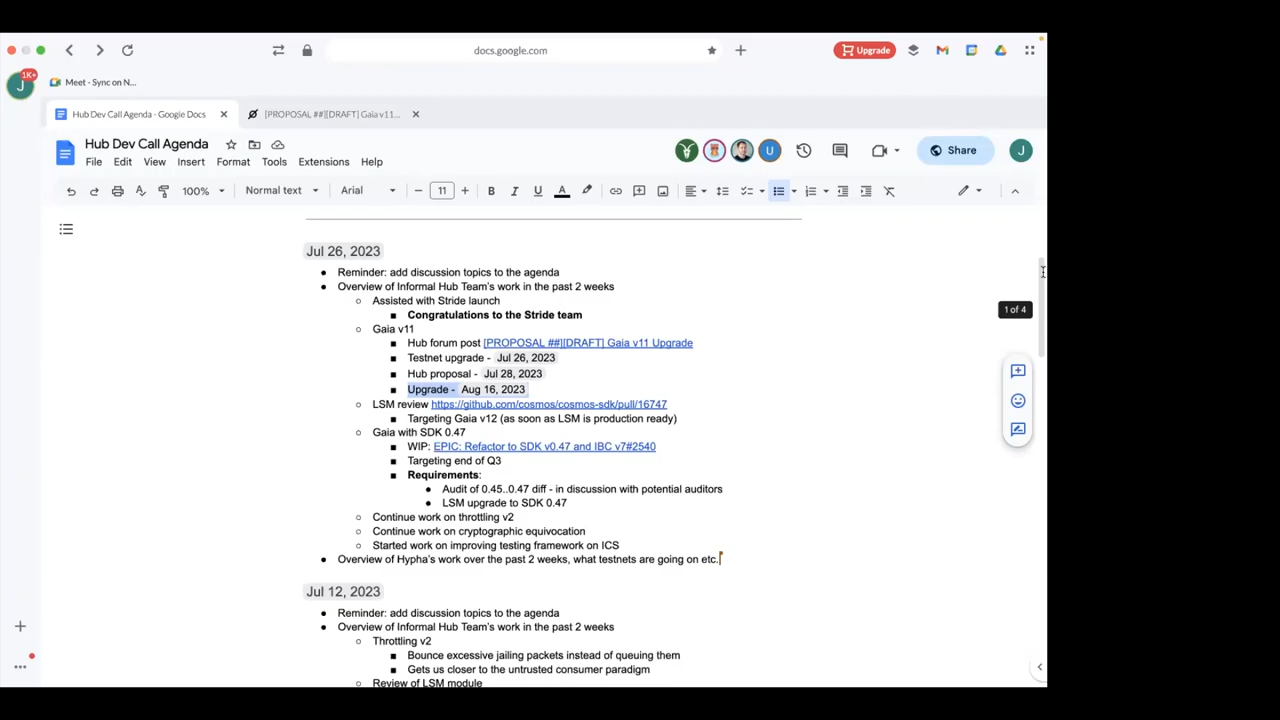 docs.google.com
Upgrade
J
1K+
Meet - Sync on N...
Hub Dev Call Agenda - Google Docs
[PROPOSAL ##][DRAFT] Gaia v11...
Hub Dev Call Agenda
File Edit View Insert Format Tools Extensions Help
U
Share
J
100% Normal text Arial 11 B I U A
Jul 26, 2023
Reminder: add discussion topics to the agenda
Overview of Informal Hub Team's work in the past 2 weeks
Assisted with Stride launch
Congratulations to the Stride team
Gaia v11
Hub forum post [PROPOSAL ##][DRAFT] Gaia v11 Upgrade
Testnet upgrade - Jul 26, 2023
Hub proposal - Jul 28, 2023
Upgrade - Aug 16, 2023
LSM review https://github.com/cosmos/cosmos-sdk/pull/16747
Targeting Gaia v12 (as soon as LSM is production ready)
Gaia with SDK 0.47
WIP: EPIC: Refactor to SDK v0.47 and IBC v7#2540
Targeting end of Q3
Requirements:
Audit of 0.45..0.47 diff - in discussion with potential auditors
LSM upgrade to SDK 0.47
Continue work on throttling v2
Continue work on cryptographic equivocation
Started work on improving testing framework on ICS
Overview of Hypha's work over the past 2 weeks, what testnets are going on etc.
1 of 4
Jul 12, 2023
Reminder: add discussion topics to the agenda
Overview of Informal Hub Team's work in the past 2 weeks
Throttling v2
Bounce excessive jailing packets instead of queuing them
Gets us closer to the untrusted consumer paradigm
Review of LSM module